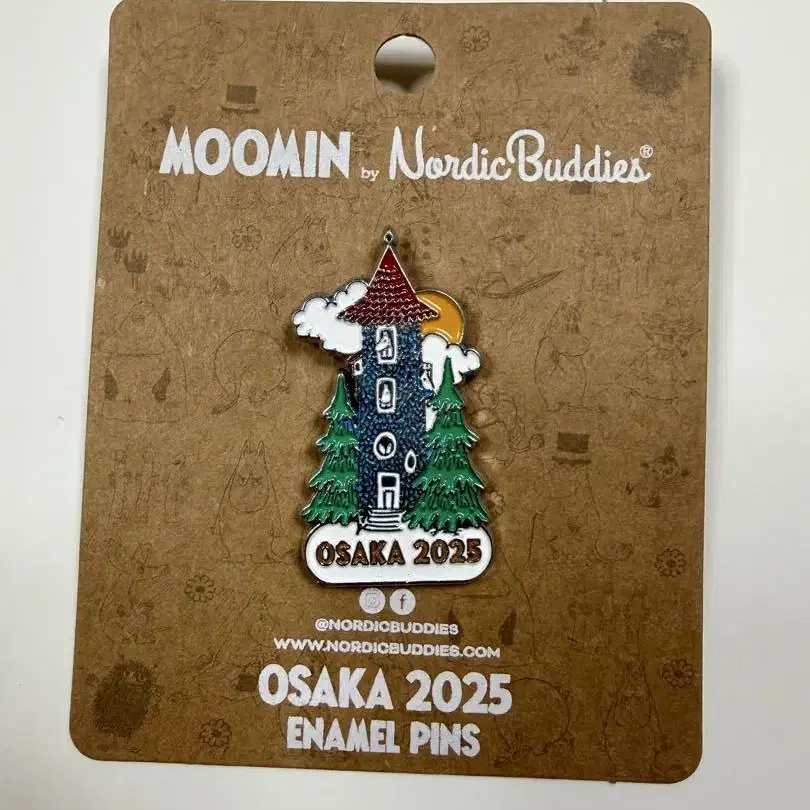 MOOMIN by NordicBuddies®
OSAKA 2025
@NORDICBUDDIES
WWW.NORDICBUDDIES.COM
OSAKA 2025
ENAMEL PINS